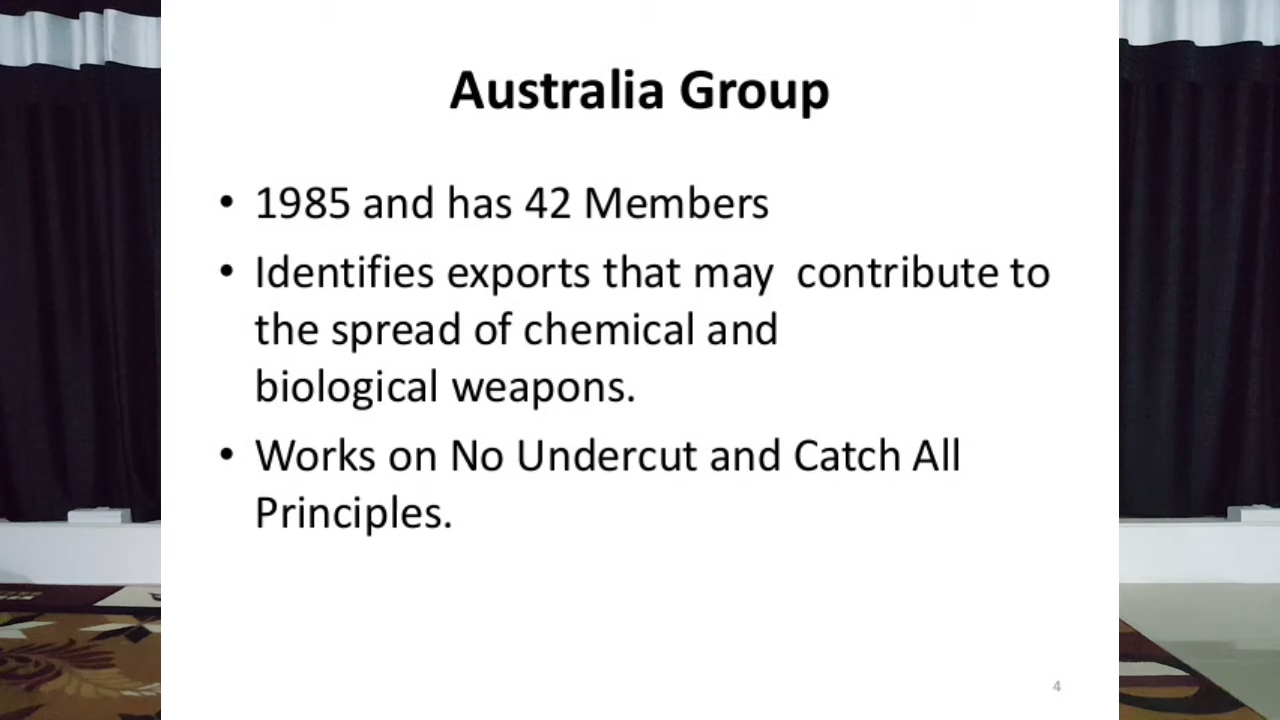 Australia Group
• 1985 and has 42 Members
• Identifies exports that may  contribute to
the spread of chemical and
biological weapons.
• Works on No Undercut and Catch All
Principles.
4